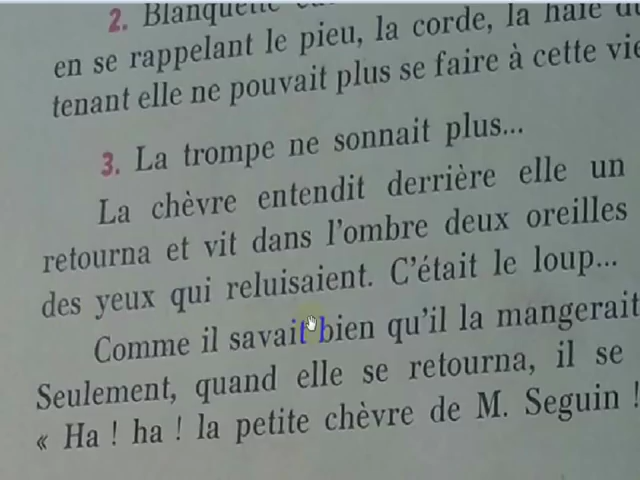 2. Blanquette
en se rappelant le pieu, la corde, la haie
tenant elle ne pouvait plus se faire à cette vie
3. La trompe ne sonnait plus...
La chèvre entendit derrière elle un
retourna et vit dans l'ombre deux oreilles
des yeux qui reluisaient. C'était le loup...
Comme il savait bien qu'il la mangerait
Seulement, quand elle se retourna, il se
« Ha ! ha ! la petite chèvre de M. Seguin !